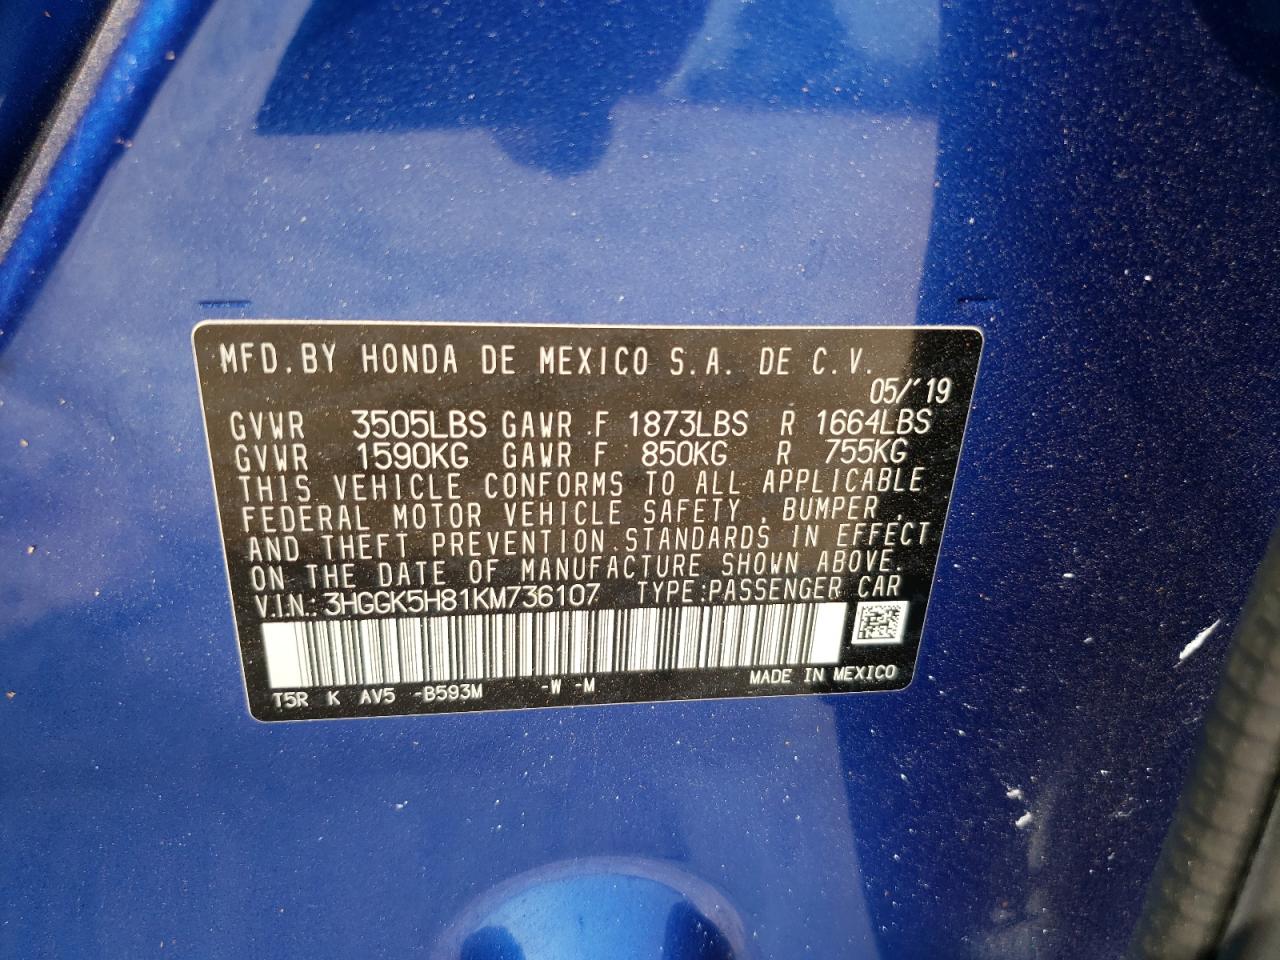 MFD. BY HONDA DE MEXICO S.A. DE C.V.
05/'19
GVWR 3505LBS GAWR F 1873LBS R 1664LBS
GVWR 1590KG GAWR F 850KG R 755KG
THIS VEHICLE CONFORMS TO ALL APPLICABLE
FEDERAL MOTOR VEHICLE SAFETY, BUMPER,
AND THEFT PREVENTION STANDARDS IN EFFECT
ON THE DATE OF MANUFACTURE SHOWN ABOVE.
V.I.N.: 3HGGK5H81KM736107 TYPE:PASSENGER CAR
T5R K AV5 -B593M -W -M MADE IN MEXICO